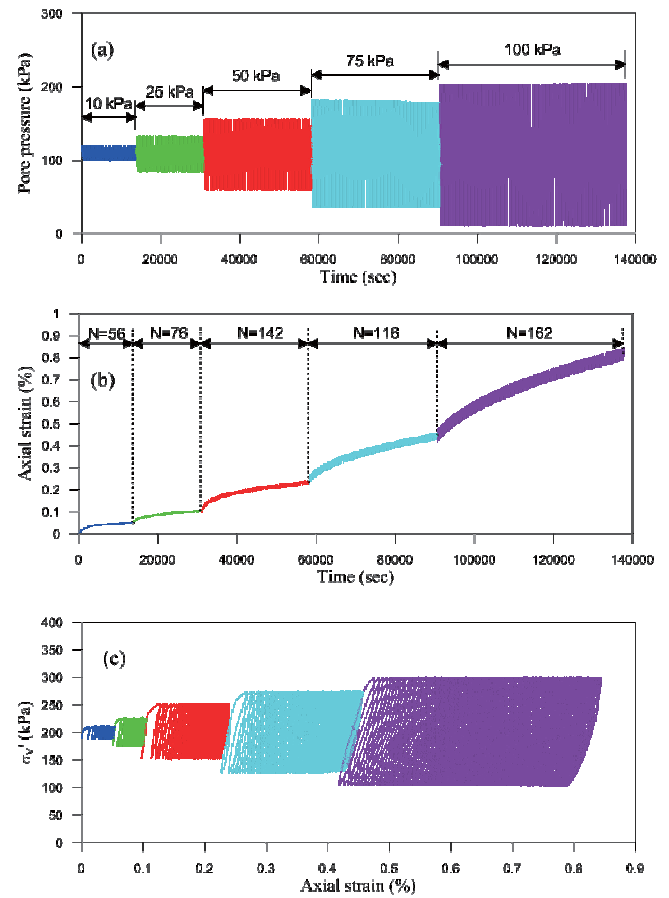 300
(a)
100 kPa
75 kPa
50 kPa
25 kPa
10 kPa
200
100
0
Pore pressure (kPa)
0 20000 40000 60000 80000 100000 120000 140000
Time (sec)
1
0.9
0.8
0.7
0.6
0.5
0.4
0.3
0.2
0.1
0
N=56 N=76 N=142 N=116 N=162
(b)
Axial strain (%)
0 20000 40000 60000 80000 100000 120000 140000
Time (sec)
400
350
300
250
200
150
100
50
0
(c)
σv' (kPa)
0 0.1 0.2 0.3 0.4 0.5 0.6 0.7 0.8 0.9
Axial strain (%)